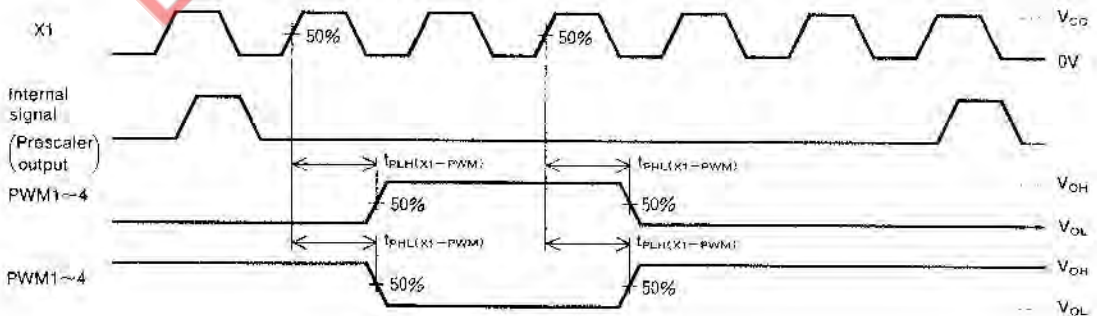 X1
50%
50%
VCC
0V
Internal
signal
(Prescaler
output)
tPLH(X1-PWM)
tPHL(X1-PWM)
PWM1~4
50%
50%
VOH
VOL
tPHL(X1-PWM)
tPLH(X1-PWM)
PWM1~4
50%
50%
VOH
VOL